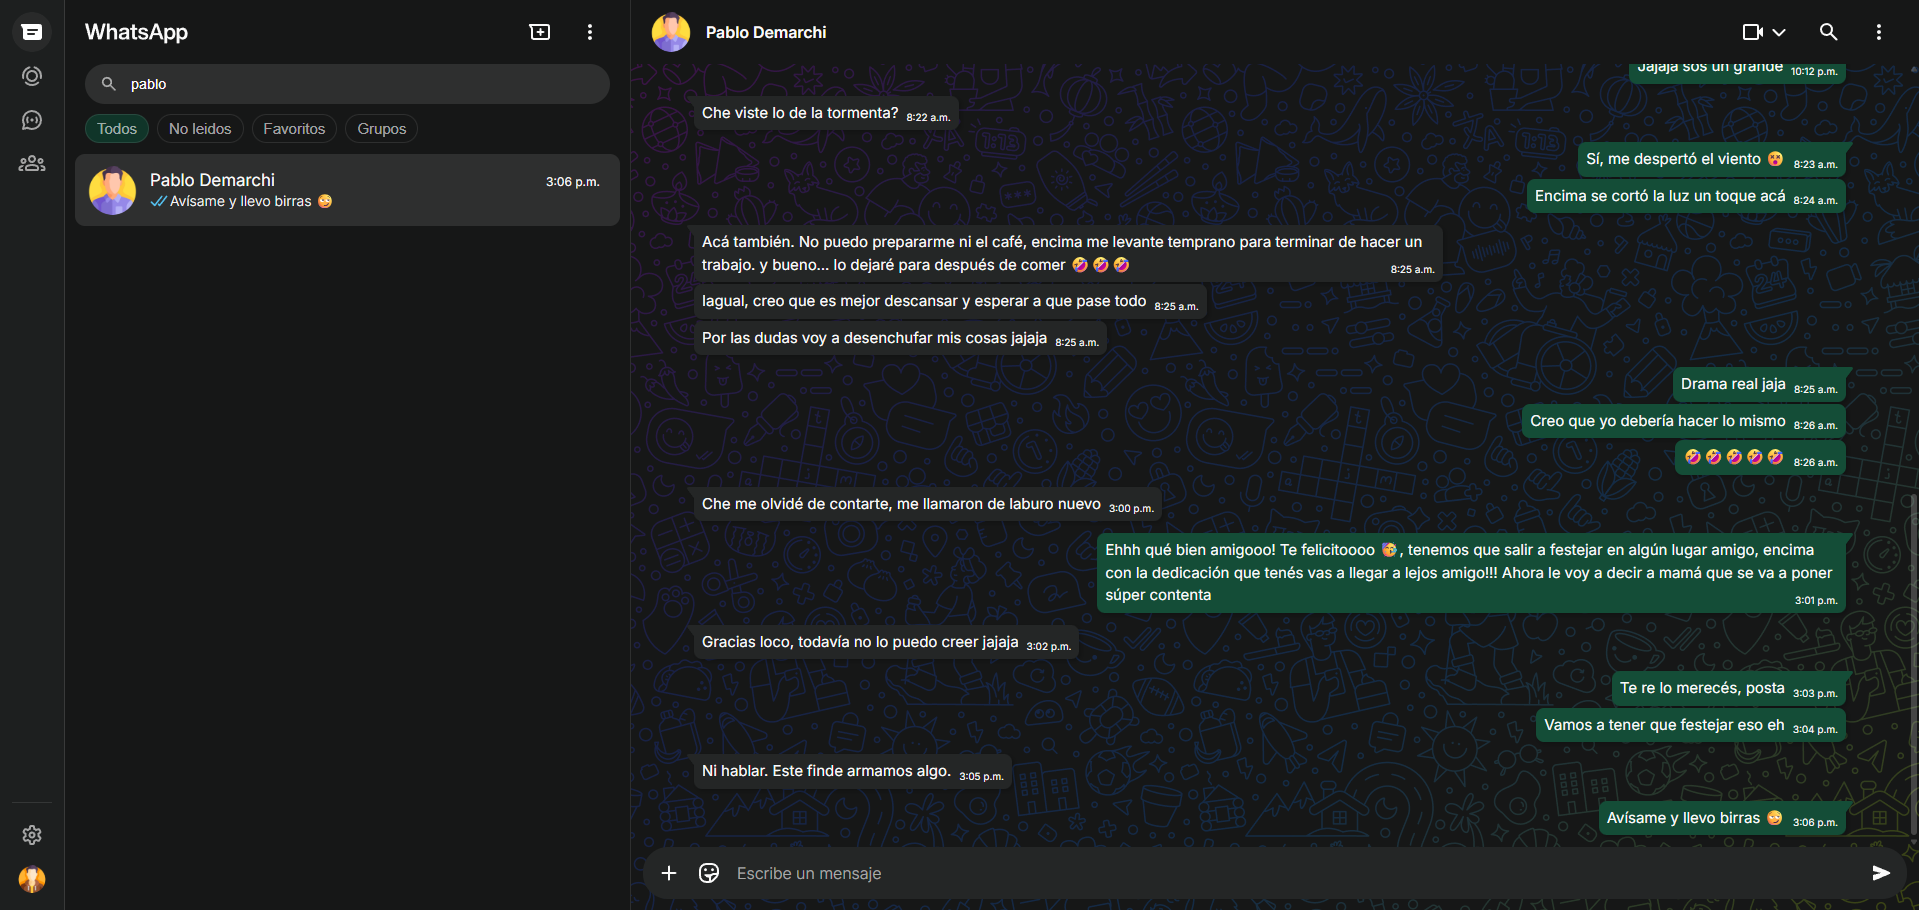 WhatsApp
pablo
Todos
No leidos
Favoritos
Grupos
Pablo Demarchi
3:06 p.m.
Avísame y llevo birras
Pablo Demarchi
Jajaja sos un grande 10:12 p.m.
Che viste lo de la tormenta? 8:22 a.m.
Sí, me despertó el viento 8:23 a.m.
Encima se cortó la luz un toque acá 8:24 a.m.
Acá también. No puedo prepararme ni el café, encima me levante temprano para terminar de hacer un
trabajo. y bueno... lo dejaré para después de comer 🤣🤣🤣 8:25 a.m.
Iagual, creo que es mejor descansar y esperar a que pase todo 8:25 a.m.
Por las dudas voy a desenchufar mis cosas jajaja 8:25 a.m.
Drama real jaja 8:25 a.m.
Creo que yo debería hacer lo mismo 8:26 a.m.
🤣🤣🤣🤣🤣 8:26 a.m.
Che me olvidé de contarte, me llamaron de laburo nuevo 3:00 p.m.
Ehhh qué bien amigooo! Te felicitoooo 🥳, tenemos que salir a festejar en algún lugar amigo, encima
con la dedicación que tenés vas a llegar a lejos amigo!!! Ahora le voy a decir a mamá que se va a poner
súper contenta 3:01 p.m.
Gracias loco, todavía no lo puedo creer jajaja 3:02 p.m.
Te re lo merecés, posta 3:03 p.m.
Vamos a tener que festejar eso eh 3:04 p.m.
Ni hablar. Este finde armamos algo. 3:05 p.m.
Avísame y llevo birras 3:06 p.m.
Escribe un mensaje